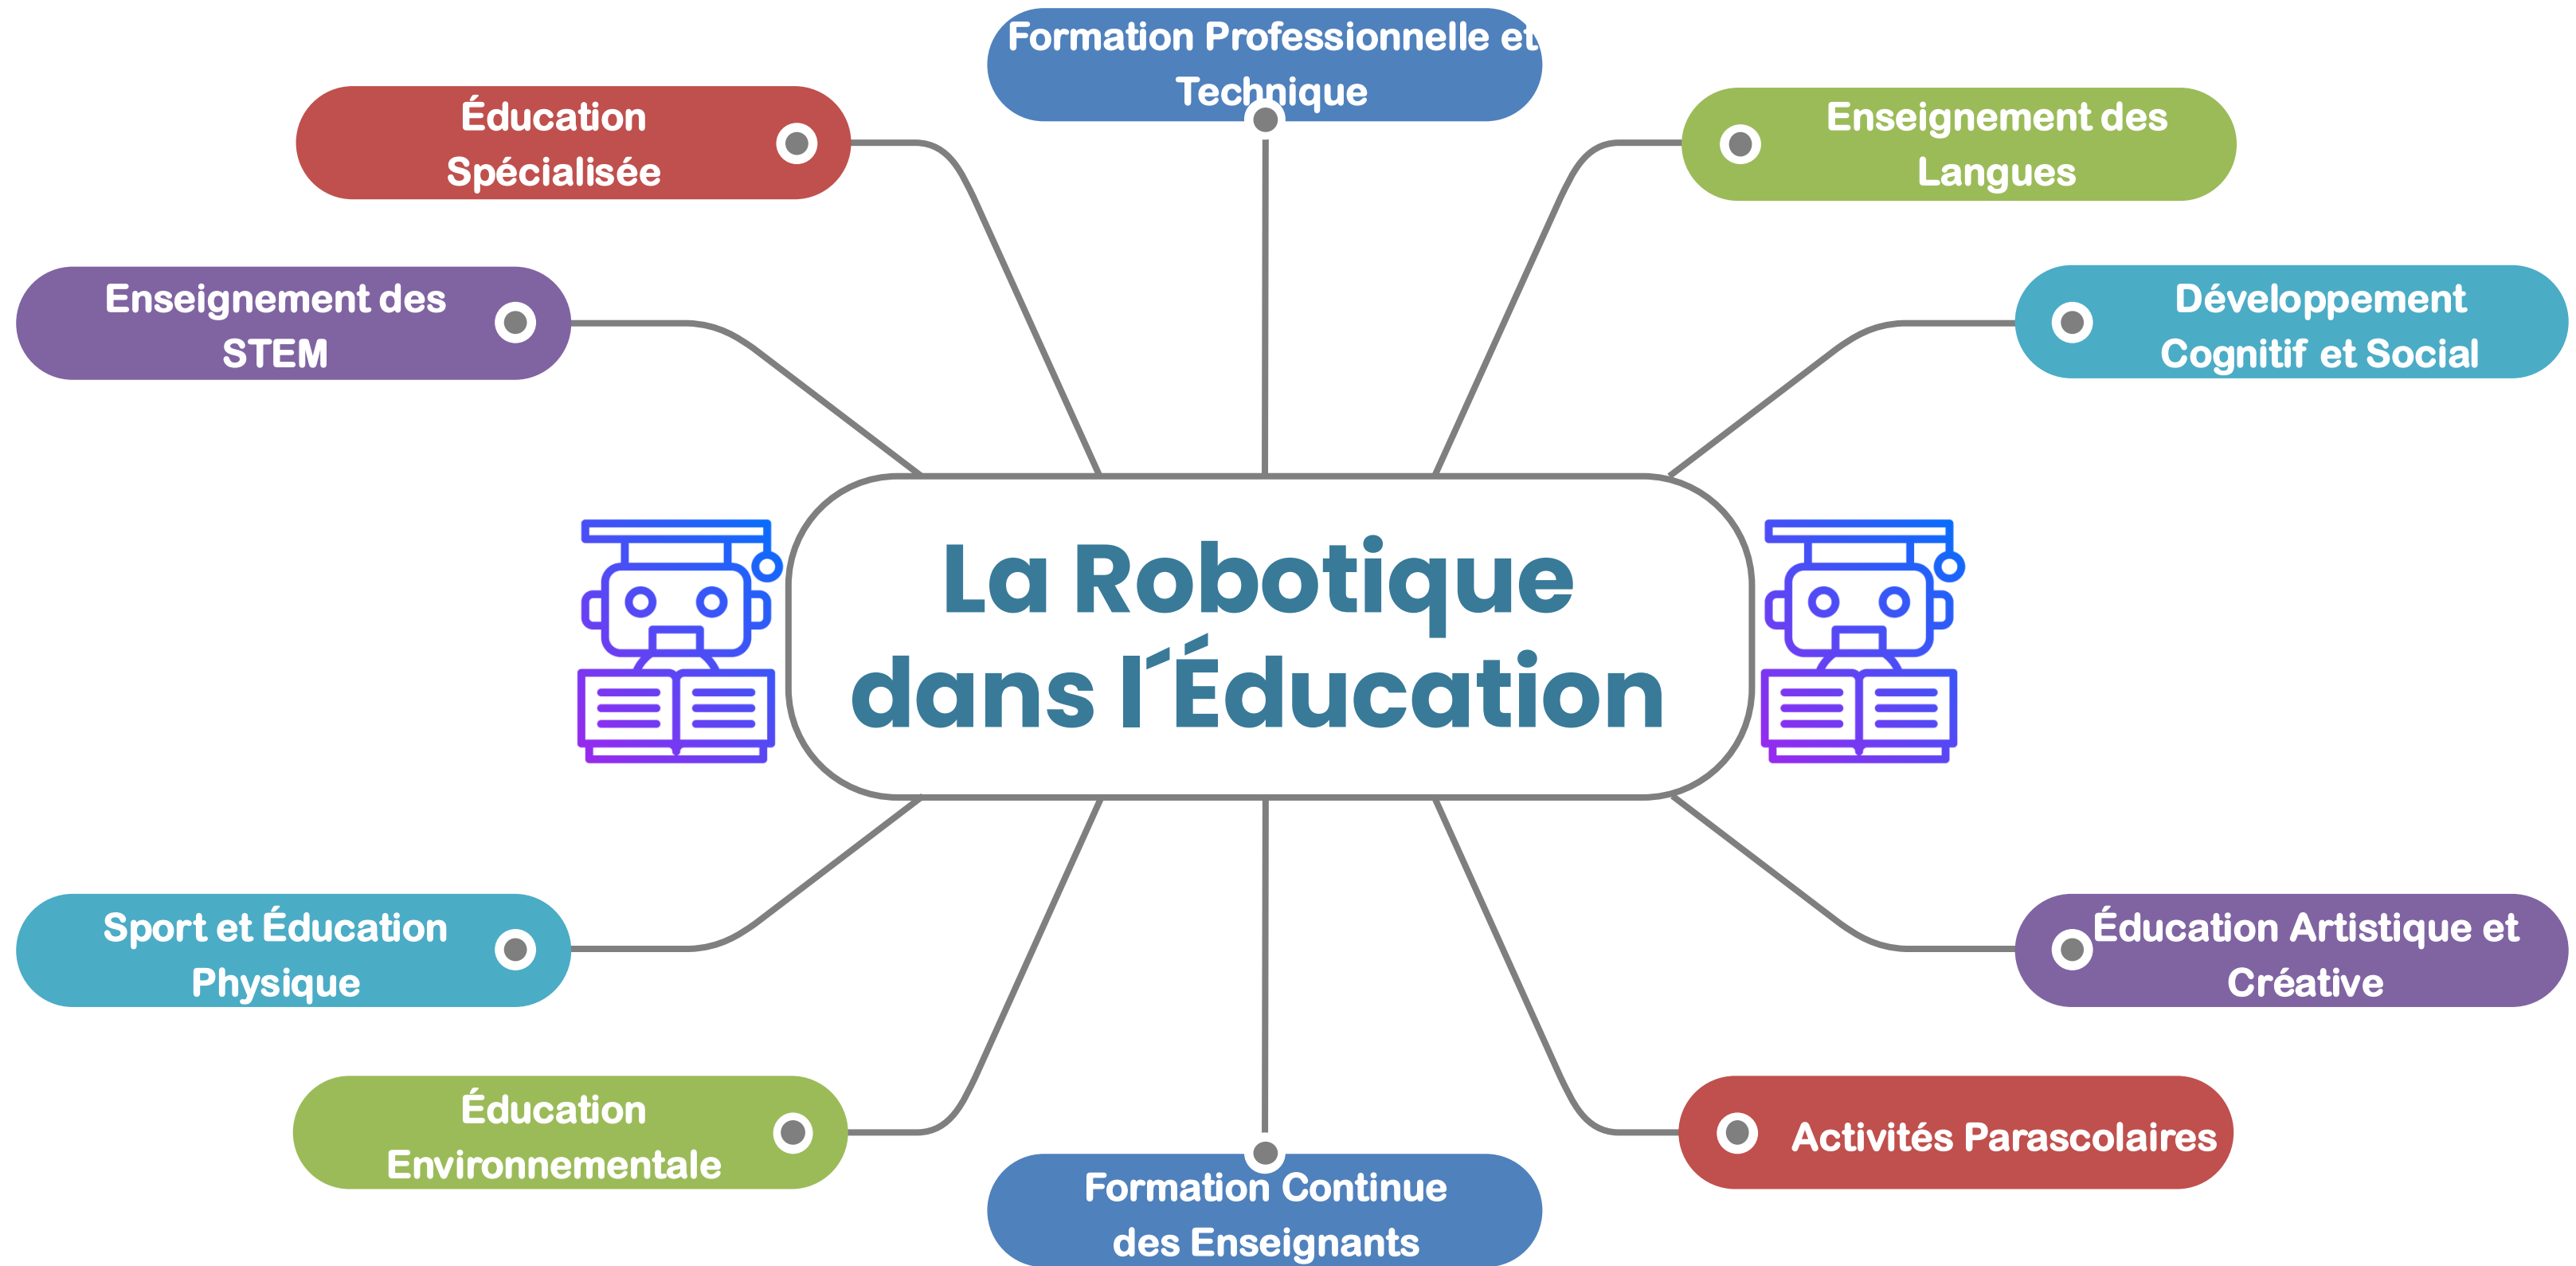 Formation Professionnelle et
Technique
Éducation
Spécialisée
Enseignement des
Langues
Enseignement des
STEM
Développement
Cognitif et Social
La Robotique
dans l´Éducation
Sport et Éducation
Physique
Éducation Artistique et
Créative
Éducation
Environnementale
Activités Parascolaires
Formation Continue
des Enseignants